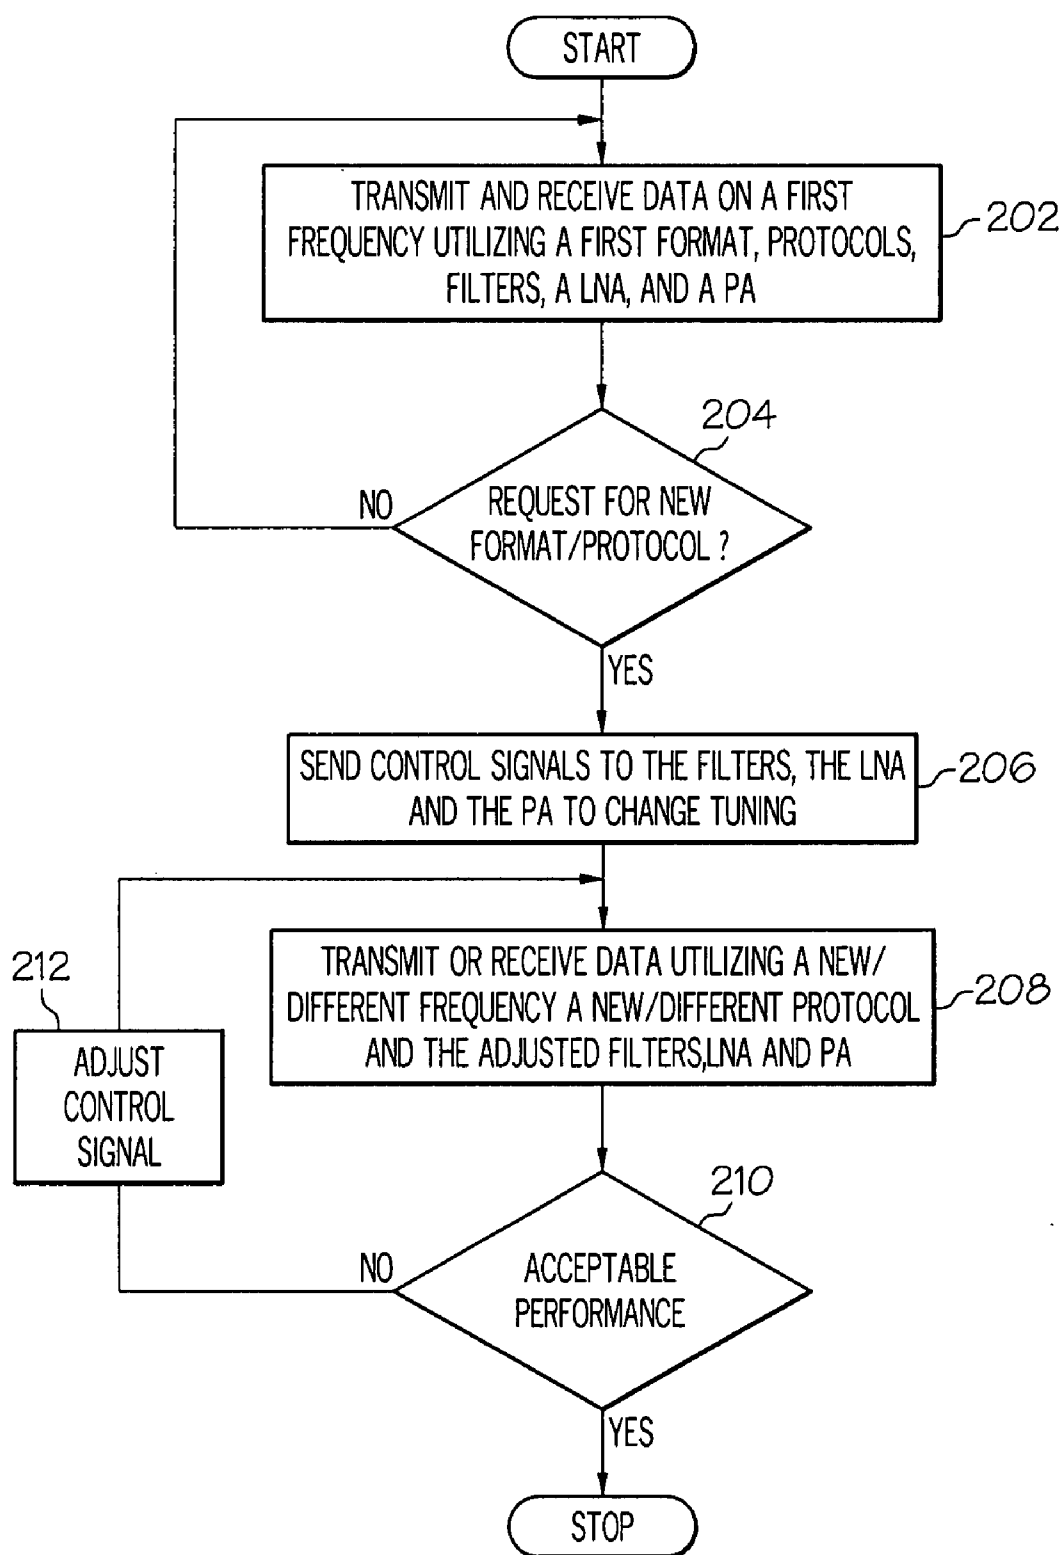 START
TRANSMIT AND RECEIVE DATA ON A FIRST
FREQUENCY UTILIZING A FIRST FORMAT, PROTOCOLS,
FILTERS, A LNA, AND A PA
202
204
REQUEST FOR NEW
FORMAT/PROTOCOL ?
NO
YES
SEND CONTROL SIGNALS TO THE FILTERS, THE LNA
AND THE PA TO CHANGE TUNING
206
TRANSMIT OR RECEIVE DATA UTILIZING A NEW/
DIFFERENT FREQUENCY A NEW/DIFFERENT PROTOCOL
AND THE ADJUSTED FILTERS,LNA AND PA
208
212
ADJUST
CONTROL
SIGNAL
210
ACCEPTABLE
PERFORMANCE
NO
YES
STOP